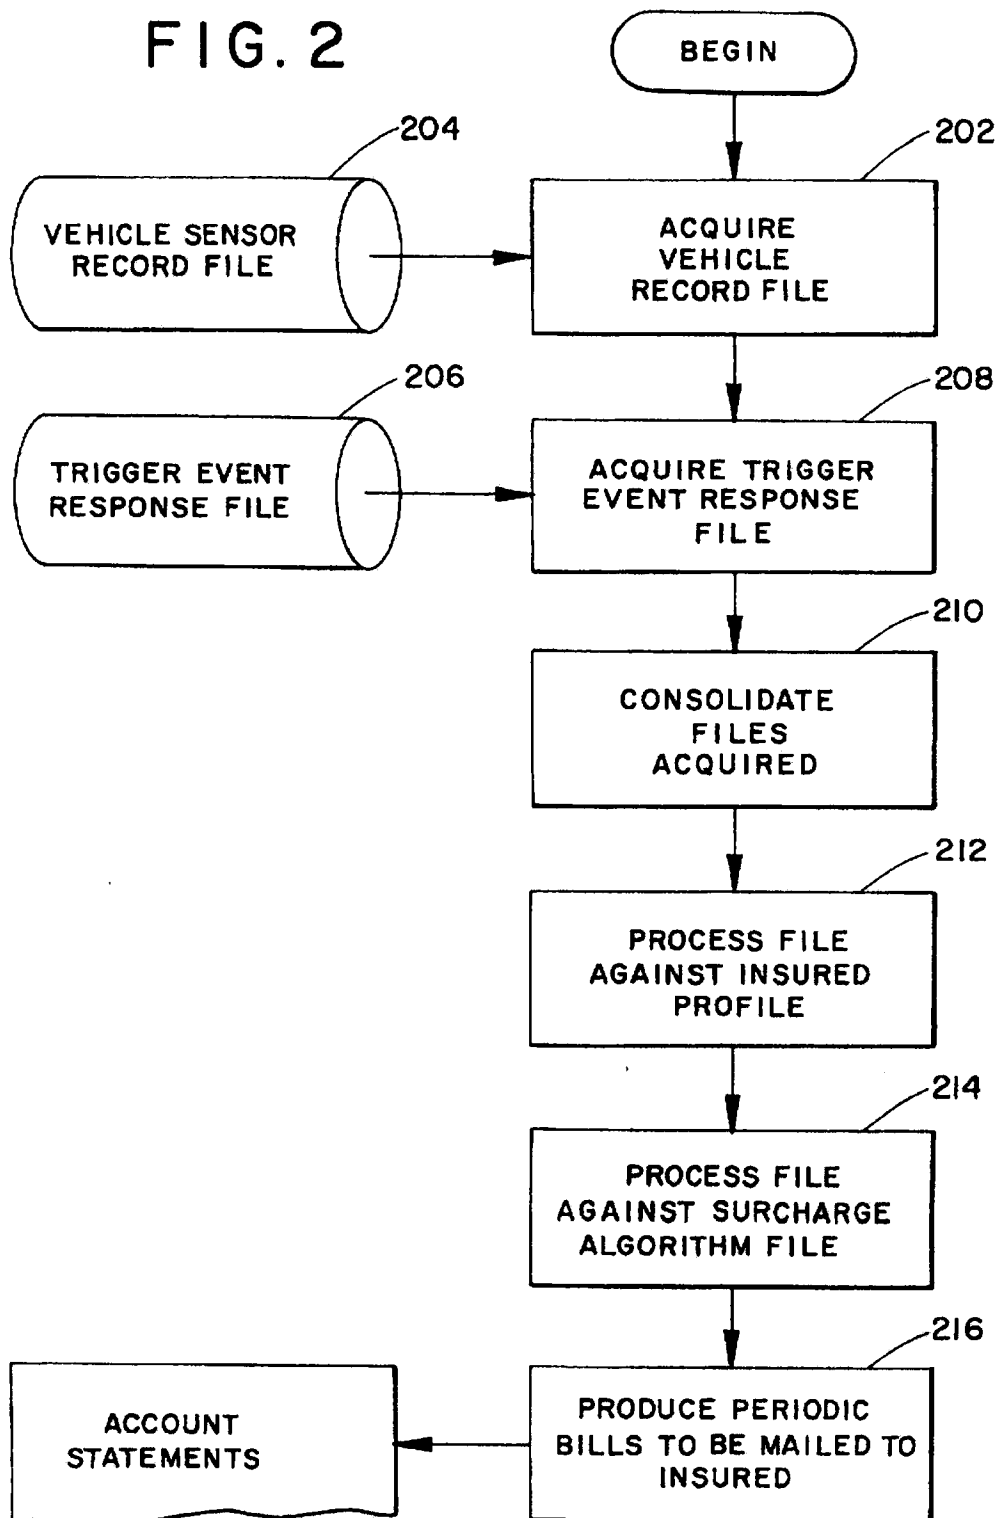 FIG. 2
BEGIN
204
202
VEHICLE SENSOR
RECORD FILE
ACQUIRE
VEHICLE
RECORD FILE
206
208
TRIGGER EVENT
RESPONSE FILE
ACQUIRE TRIGGER
EVENT RESPONSE
FILE
210
CONSOLIDATE
FILES
ACQUIRED
212
PROCESS FILE
AGAINST INSURED
PROFILE
214
PROCESS FILE
AGAINST SURCHARGE
ALGORITHM FILE
216
ACCOUNT
STATEMENTS
PRODUCE PERIODIC
BILLS TO BE MAILED TO
INSURED